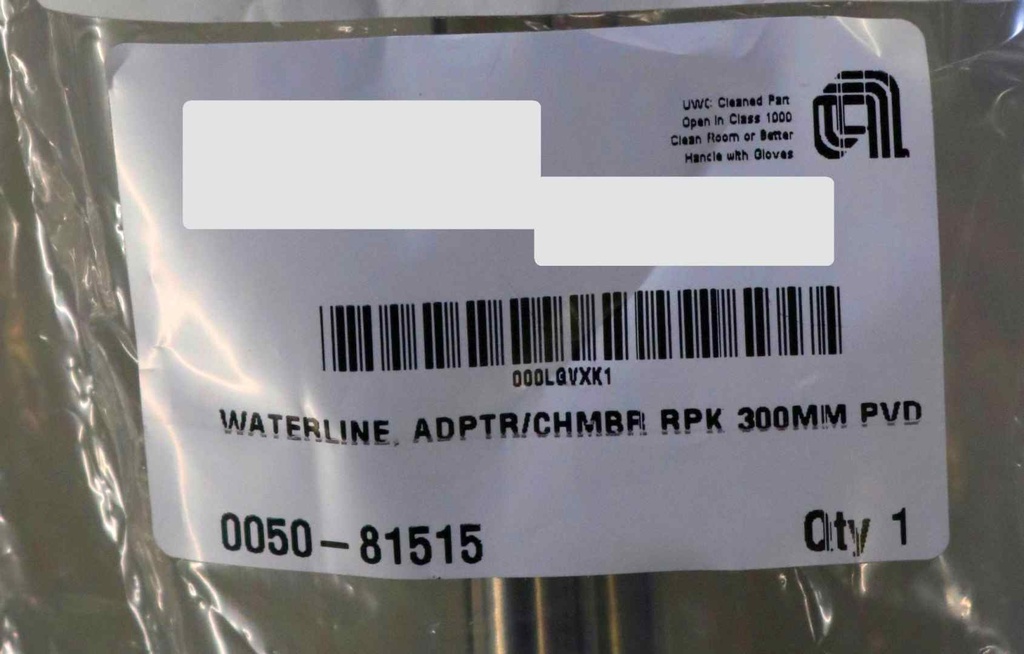 UWC Cleaned Part
Open in Class 1000
Clean Room or Better
Handle with Gloves
000LGVXK1
WATERLINE, ADPTR/CHMBR RPK 300MM PVD
0050-81515
Qty 1